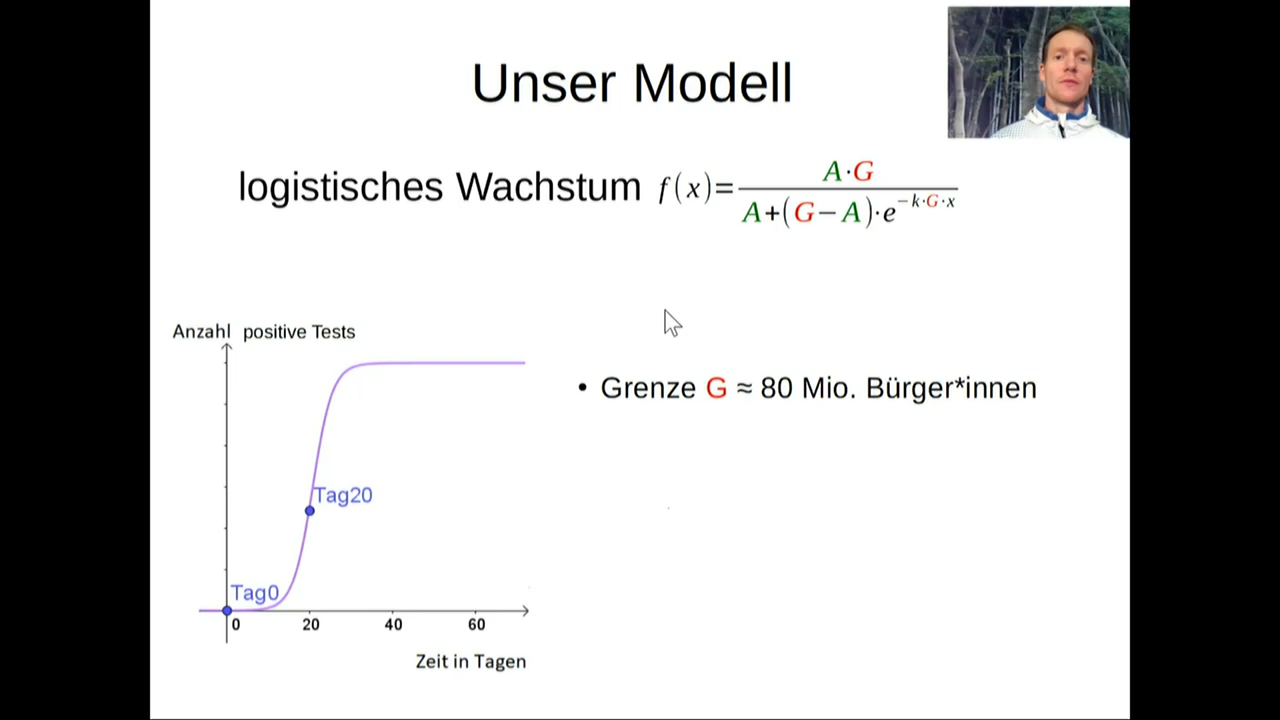 Unser Modell
logistisches Wachstum f(x)=A·G/A+(G−A)·e^−k·G·x
Anzahl positive Tests
• Grenze G ≈ 80 Mio. Bürger*innen
Tag20
Tag0
0 20 40 60
Zeit in Tagen